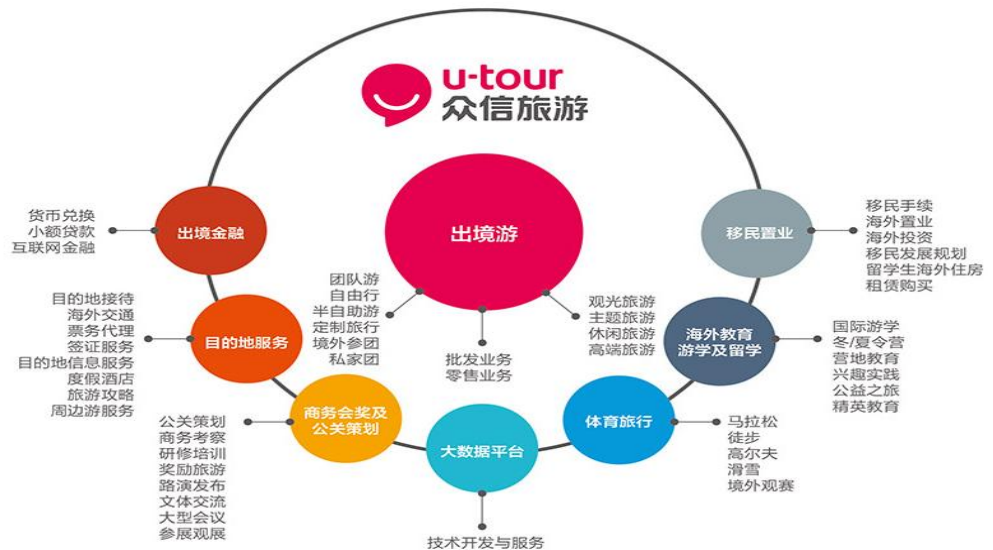 u-tour
众信旅游
出境游
团队游
自由行
半自助游
定制旅行
境外参团
私家团
批发业务
零售业务
观光旅游
主题旅游
休闲旅游
高端旅游
出境金融
货币兑换
小额贷款
互联网金融
目的地服务
目的地接待
海外交通
票务代理
签证服务
目的地信息服务
度假酒店
旅游攻略
周边游服务
商务会奖及
公关策划
公关策划
商务考察
研修培训
奖励旅游
路演发布
文体交流
大型会议
参展观展
大数据平台
技术开发与服务
体育旅行
马拉松
徒步
高尔夫
滑雪
境外观赛
海外教育
游学及留学
国际游学
冬/夏令营
营地教育
兴趣实践
公益之旅
精英教育
移民置业
移民手续
海外置业
海外投资
移民发展规划
留学生海外住房
租赁购买